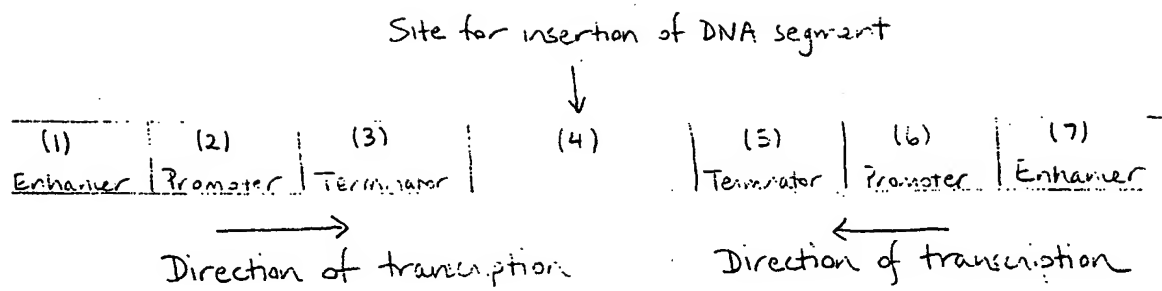 Site for insertion of DNA segment
(1) (2) (3) (4) (5) (6) (7)
Enhancer Promoter Terminator Terminator Promoter Enhancer
Direction of transcription Direction of transcription